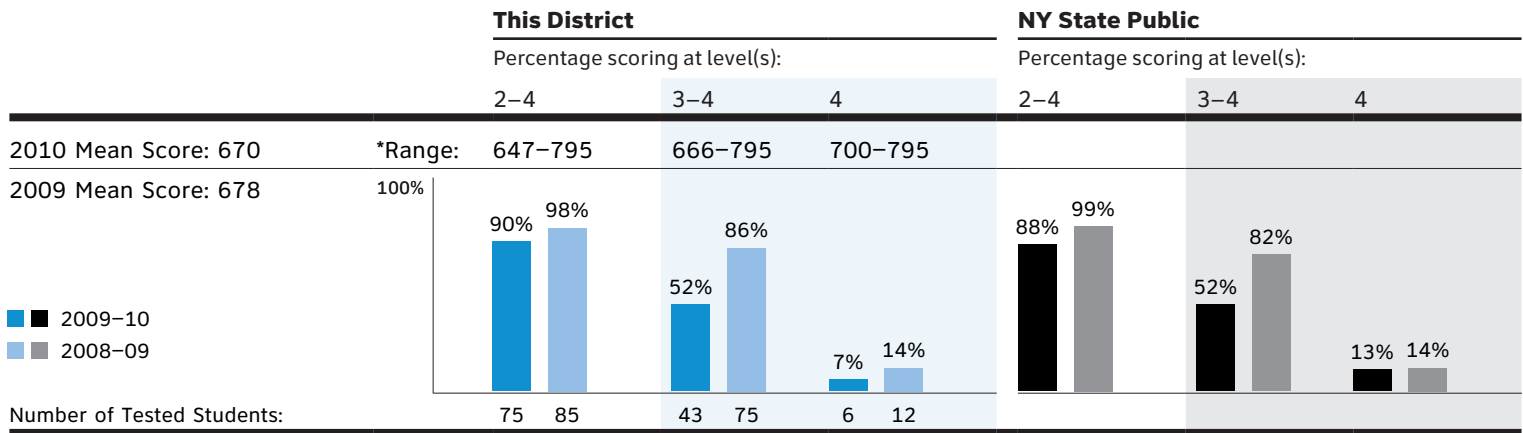 This District NY State Public
Percentage scoring at level(s): Percentage scoring at level(s):
2–4 3–4 4 2–4 3–4 4
2010 Mean Score: 670 *Range: 647–795 666–795 700–795
2009 Mean Score: 678 100%
90% 98% 52% 86% 7% 14% 88% 99% 52% 82% 13% 14%
2009–10
2008–09
Number of Tested Students: 75 85 43 75 6 12